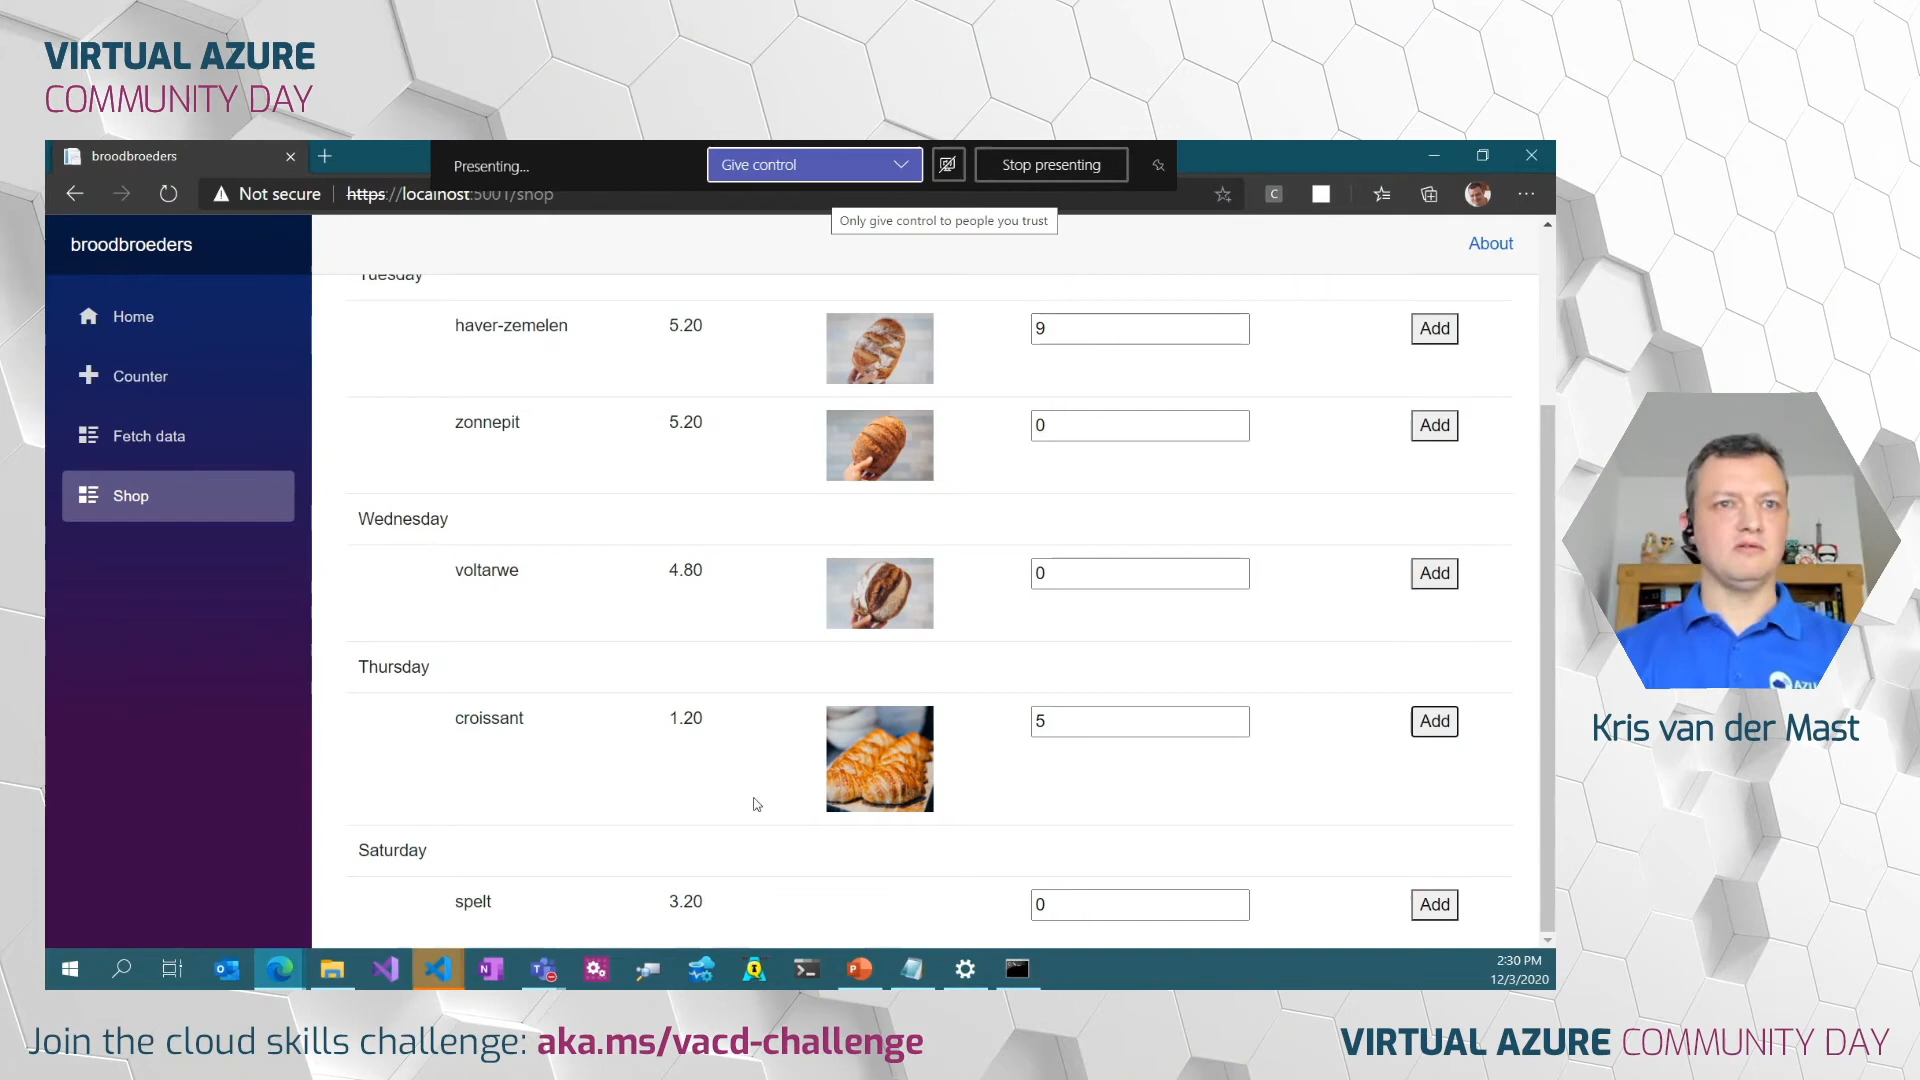 VIRTUAL AZURE
COMMUNITY DAY
broodbroeders
Presenting...
Give control
Stop presenting
Not secure
https://localhost:5001/shop
Only give control to people you trust
broodbroeders
About
Home
Counter
Fetch data
Shop
Tuesday
haver-zemelen 5.20 9 Add
zonnepit 5.20 0 Add
Wednesday
voltarwe 4.80 0 Add
Thursday
croissant 1.20 5 Add
Saturday
spelt 3.20 0 Add
2:30 PM
12/3/2020
Kris van der Mast
Join the cloud skills challenge: aka.ms/vacd-challenge
VIRTUAL AZURE COMMUNITY DAY